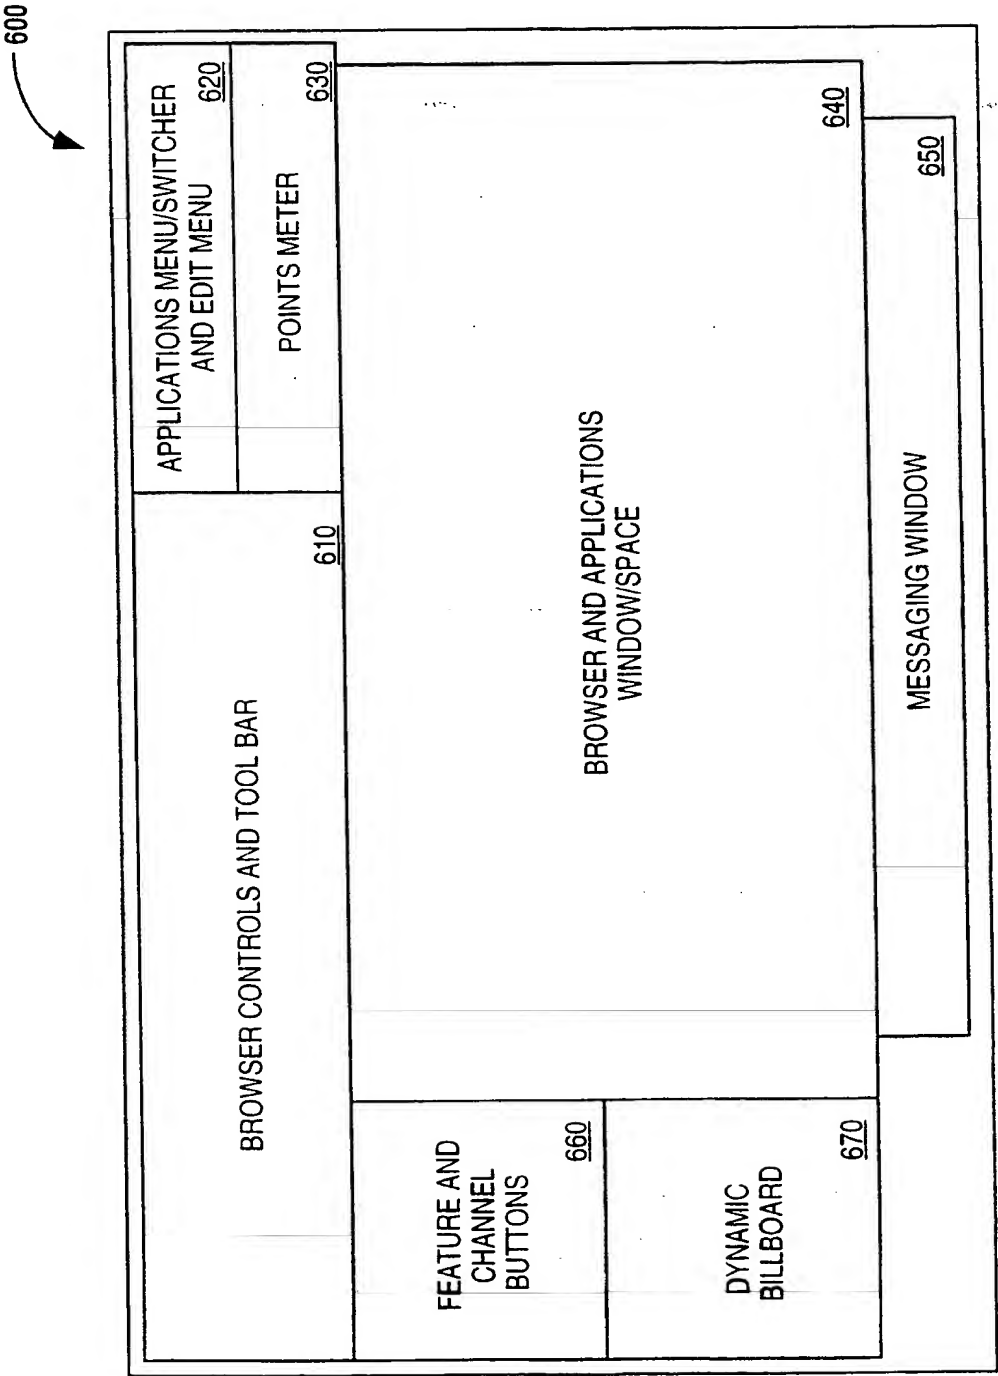 600
BROWSER CONTROLS AND TOOL BAR
610
APPLICATIONS MENU/SWITCHER
AND EDIT MENU
620
POINTS METER
630
FEATURE AND
CHANNEL
BUTTONS
660
DYNAMIC
BILLBOARD
670
BROWSER AND APPLICATIONS
WINDOW/SPACE
640
MESSAGING WINDOW
650